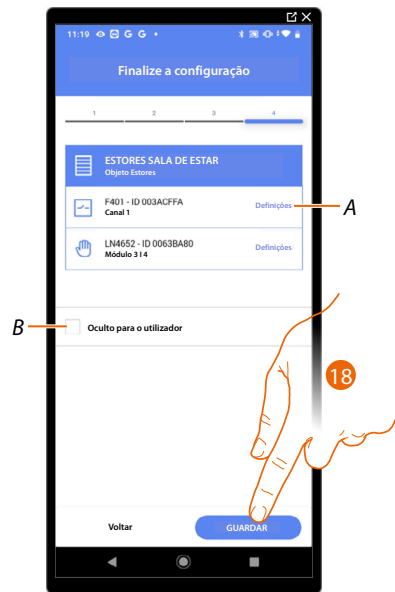 11:19 G G
Finalize a configuração
1 2 3 4
ESTORES SALA DE ESTAR
Objeto Estores
F401 - ID 003ACFFA
Canal 1
Definições
A
LN4652 - ID 0063BA80
Módulo 3 I 4
Definições
B
Oculto para o utilizador
18
Voltar
GUARDAR